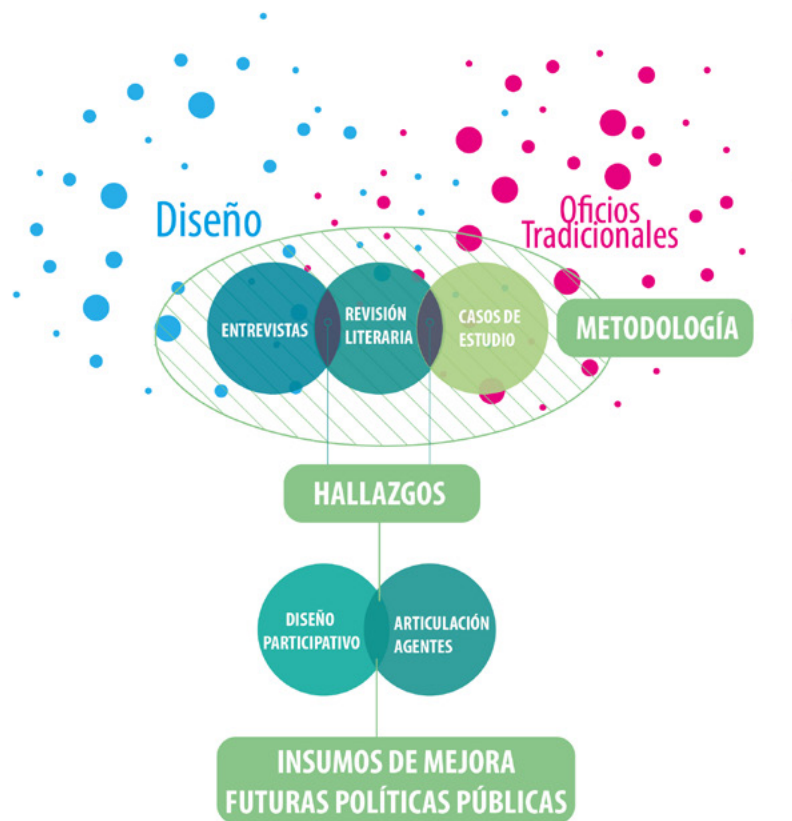 Diseño
Oficios
Tradicionales
ENTREVISTAS
REVISIÓN
LITERARIA
CASOS DE
ESTUDIO
METODOLOGÍA
HALLAZGOS
DISEÑO
PARTICIPATIVO
ARTICULACIÓN
AGENTES
INSUMOS DE MEJORA
FUTURAS POLÍTICAS PÚBLICAS